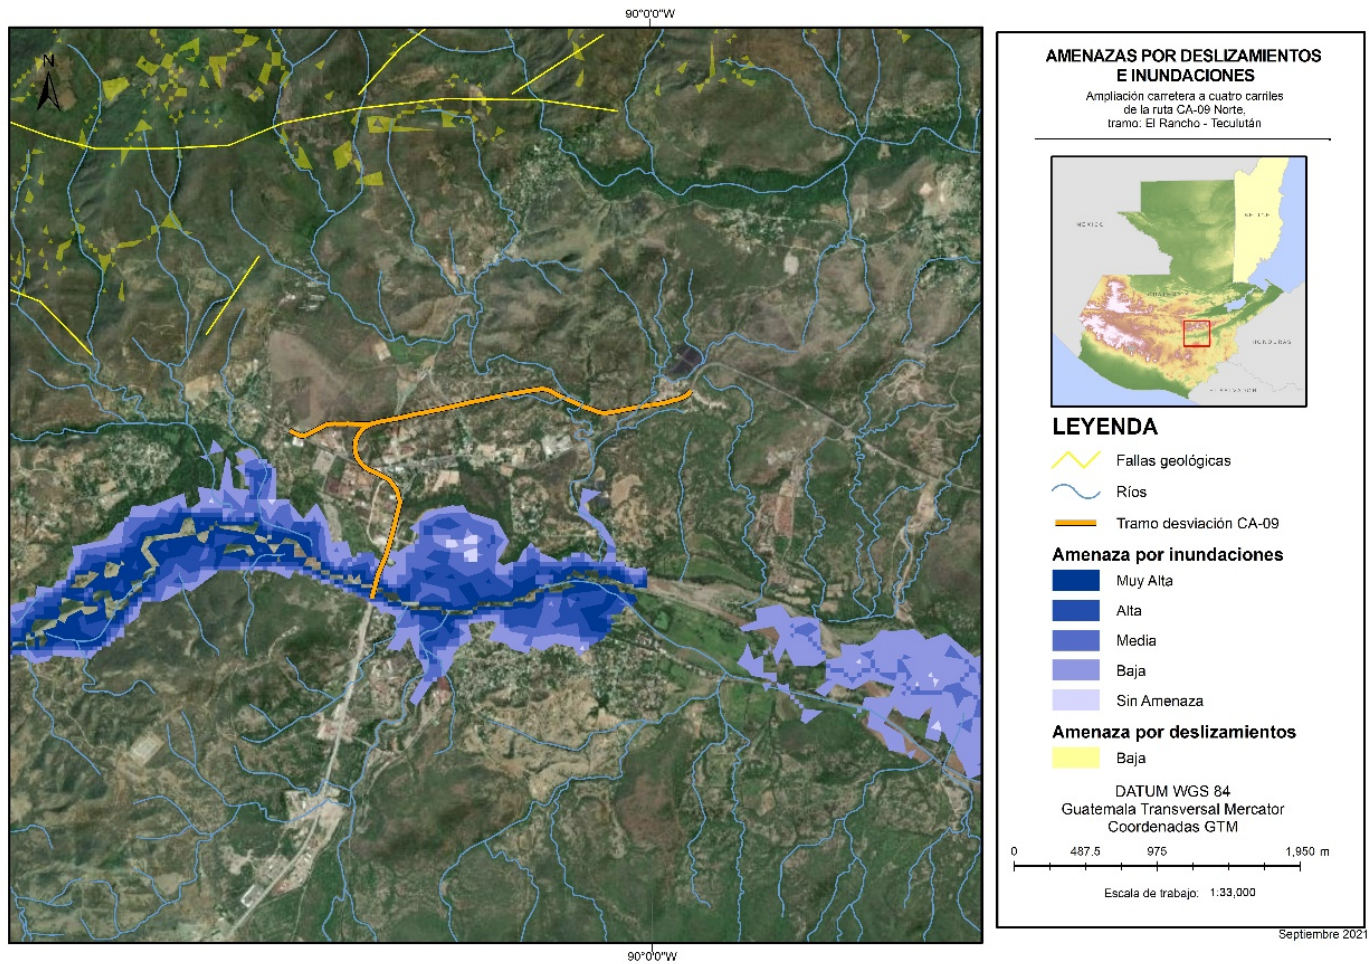 90°0'0"W
N
AMENAZAS POR DESLIZAMIENTOS
E INUNDACIONES
Ampliación carretera a cuatro carriles
de la ruta CA-09 Norte,
tramo: El Rancho - Teculután
MEXICO
HONDURAS
LEYENDA
Fallas geológicas
Ríos
Tramo desviación CA-09
Amenaza por inundaciones
Muy Alta
Alta
Media
Baja
Sin Amenaza
Amenaza por deslizamientos
Baja
DATUM WGS 84
Guatemala Transversal Mercator
Coordenadas GTM
0 487.5 975 1,950 m
Escala de trabajo: 1:33,000
Septiembre 2021
90°0'0"W